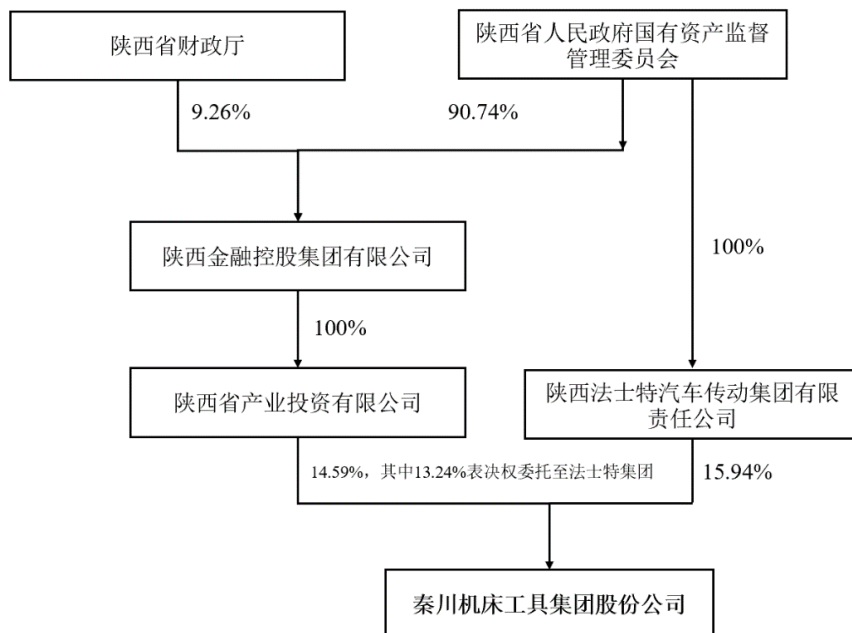 陕西省财政厅
陕西省人民政府国有资产监督
管理委员会
9.26%
90.74%
陕西金融控股集团有限公司
100%
100%
陕西省产业投资有限公司
陕西法士特汽车传动集团有限
责任公司
14.59%，其中13.24%表决权委托至法士特集团
15.94%
秦川机床工具集团股份公司